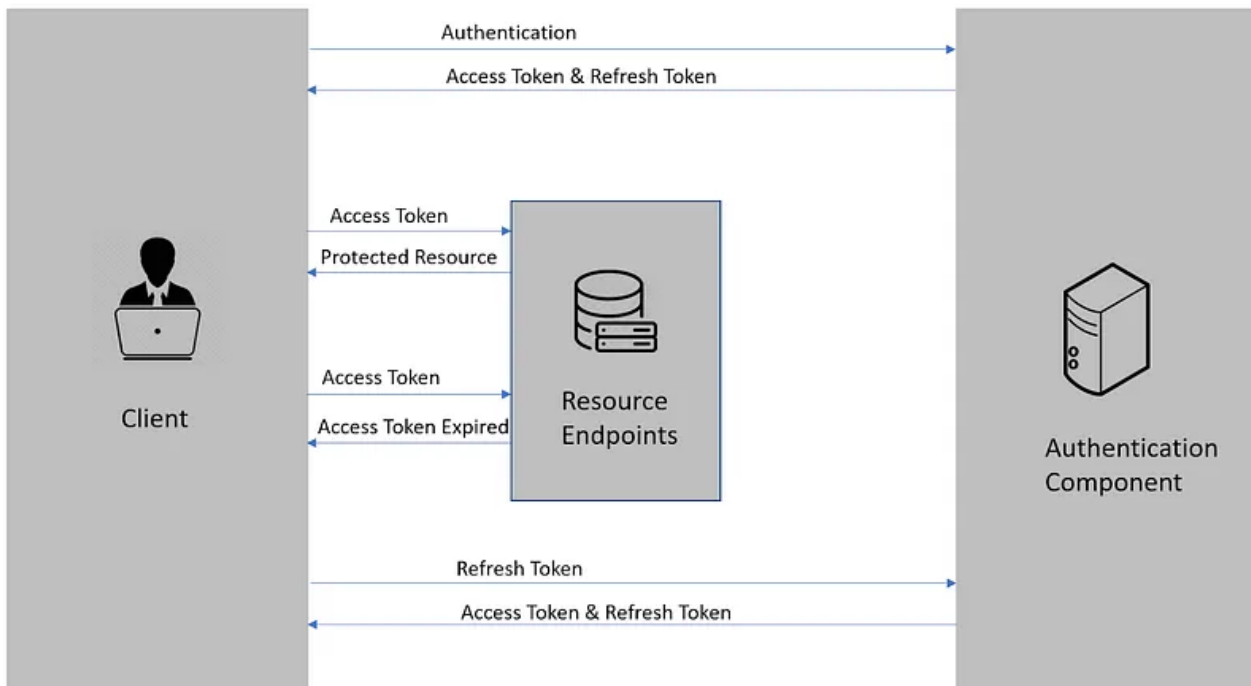 Authentication
Access Token & Refresh Token
Access Token
Protected Resource
Access Token
Access Token Expired
Client
Resource
Endpoints
Authentication
Component
Refresh Token
Access Token & Refresh Token